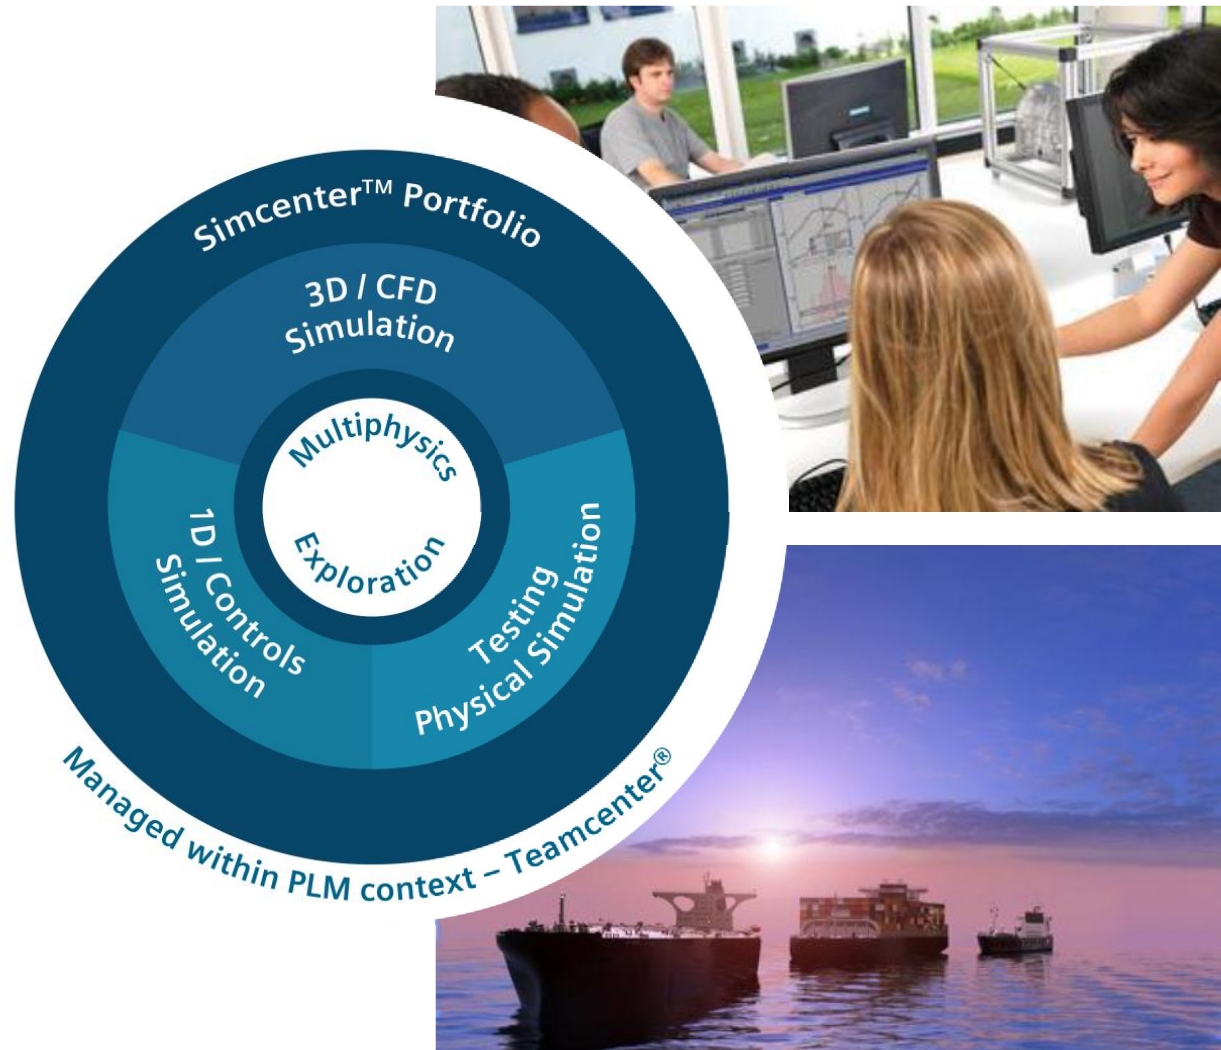 Simcenter™ Portfolio
3D / CFD
Simulation
Multiphysics
Exploration
1D / Controls
Simulation
Testing
Physical Simulation
Managed within PLM context – Teamcenter®